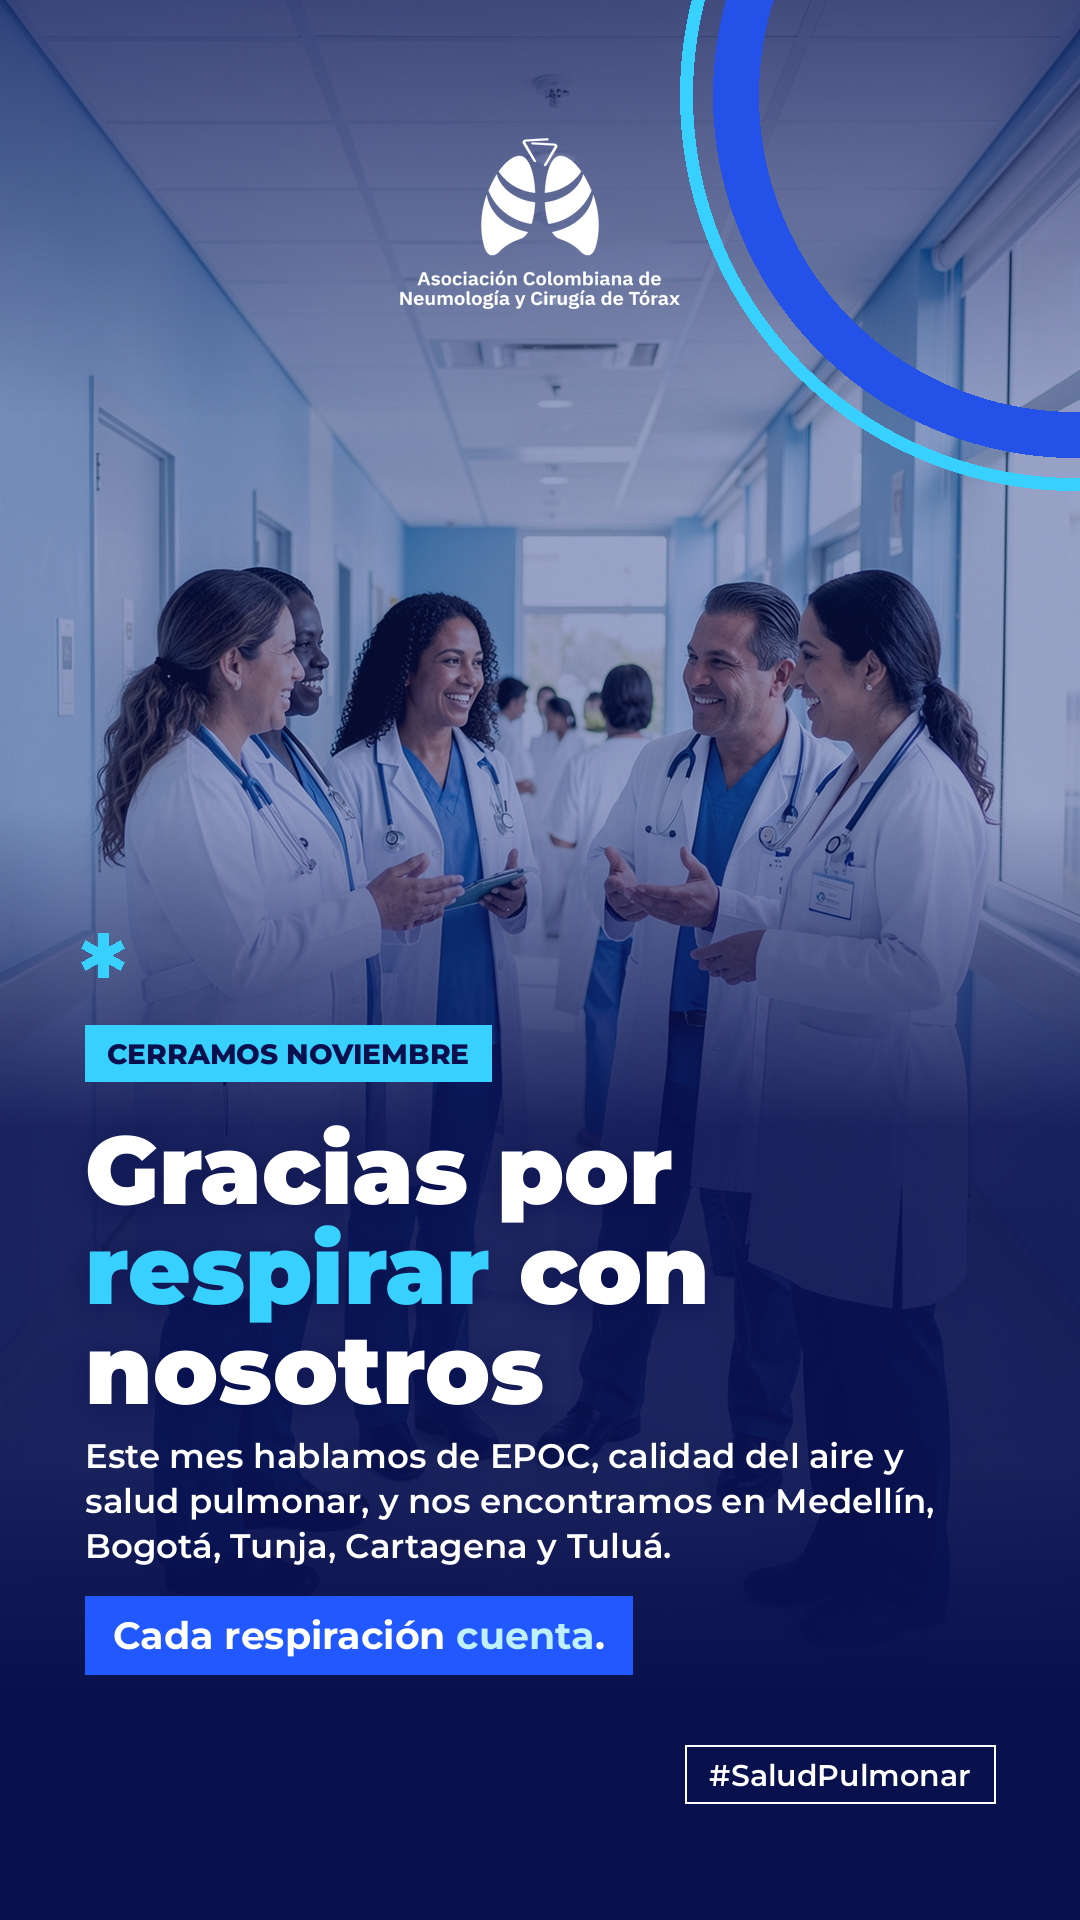 Asociación Colombiana de
Neumología y Cirugía de Tórax
CERRAMOS NOVIEMBRE
Gracias por
respirar con
nosotros
Este mes hablamos de EPOC, calidad del aire y
salud pulmonar, y nos encontramos en Medellín,
Bogotá, Tunja, Cartagena y Tuluá.
Cada respiración cuenta.
#SaludPulmonar